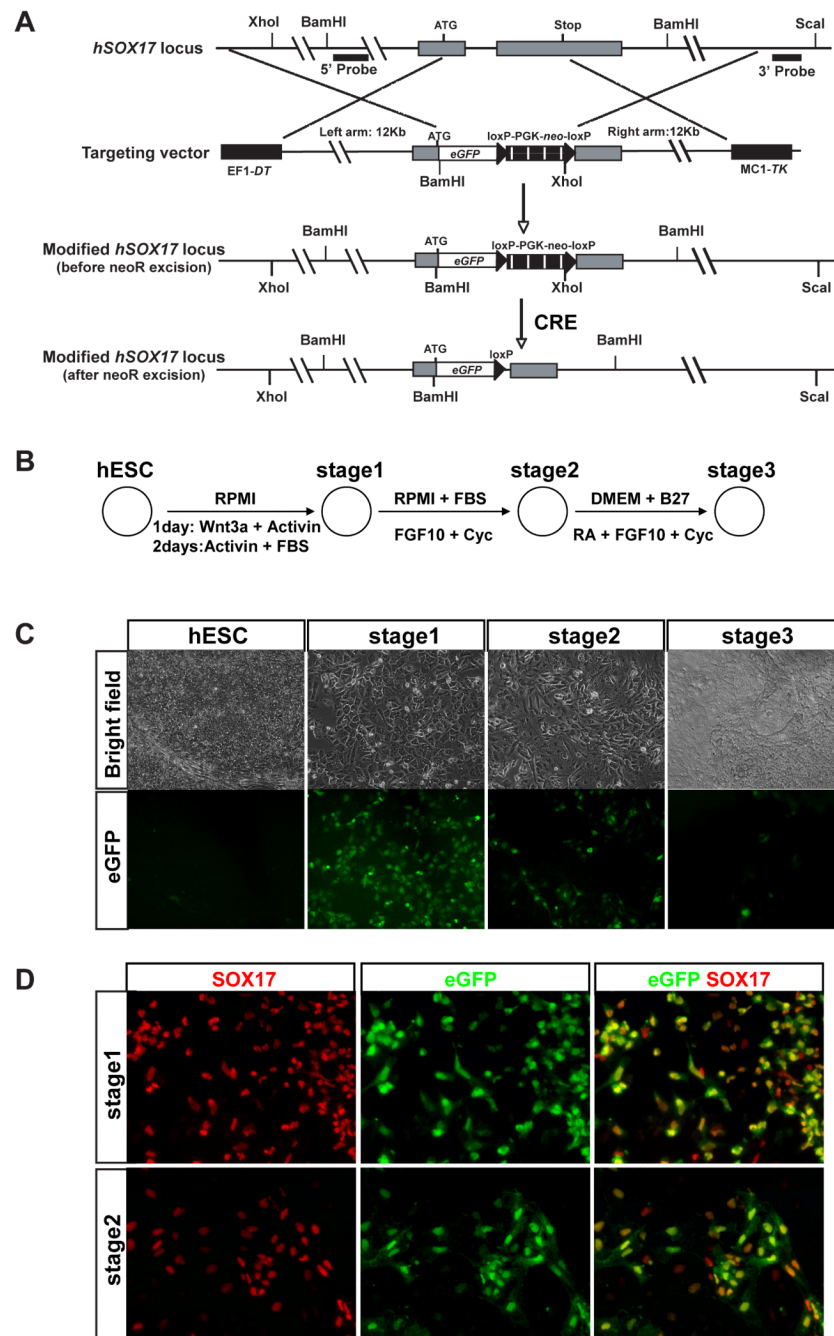 A
XhoI BamHI ATG Stop BamHI ScaI
hSOX17 locus
5' Probe 3' Probe
Left arm: 12Kb ATG loxP-PGK-neo-loxP Right arm:12Kb
Targeting vector eGFP
EF1-DT BamHI XhoI MC1-TK
Modified hSOX17 locus BamHI ATG loxP-PGK-neo-loxP BamHI
(before neoR excision) eGFP
XhoI BamHI XhoI ScaI
CRE
Modified hSOX17 locus BamHI ATG loxP BamHI
(after neoR excision) eGFP
XhoI BamHI ScaI
B
hESC stage1 stage2 stage3
RPMI RPMI + FBS DMEM + B27
1day: Wnt3a + Activin FGF10 + Cyc RA + FGF10 + Cyc
2days:Activin + FBS
C
hESC stage1 stage2 stage3
Bright field
eGFP
D
SOX17 eGFP eGFP SOX17
stage1
stage2